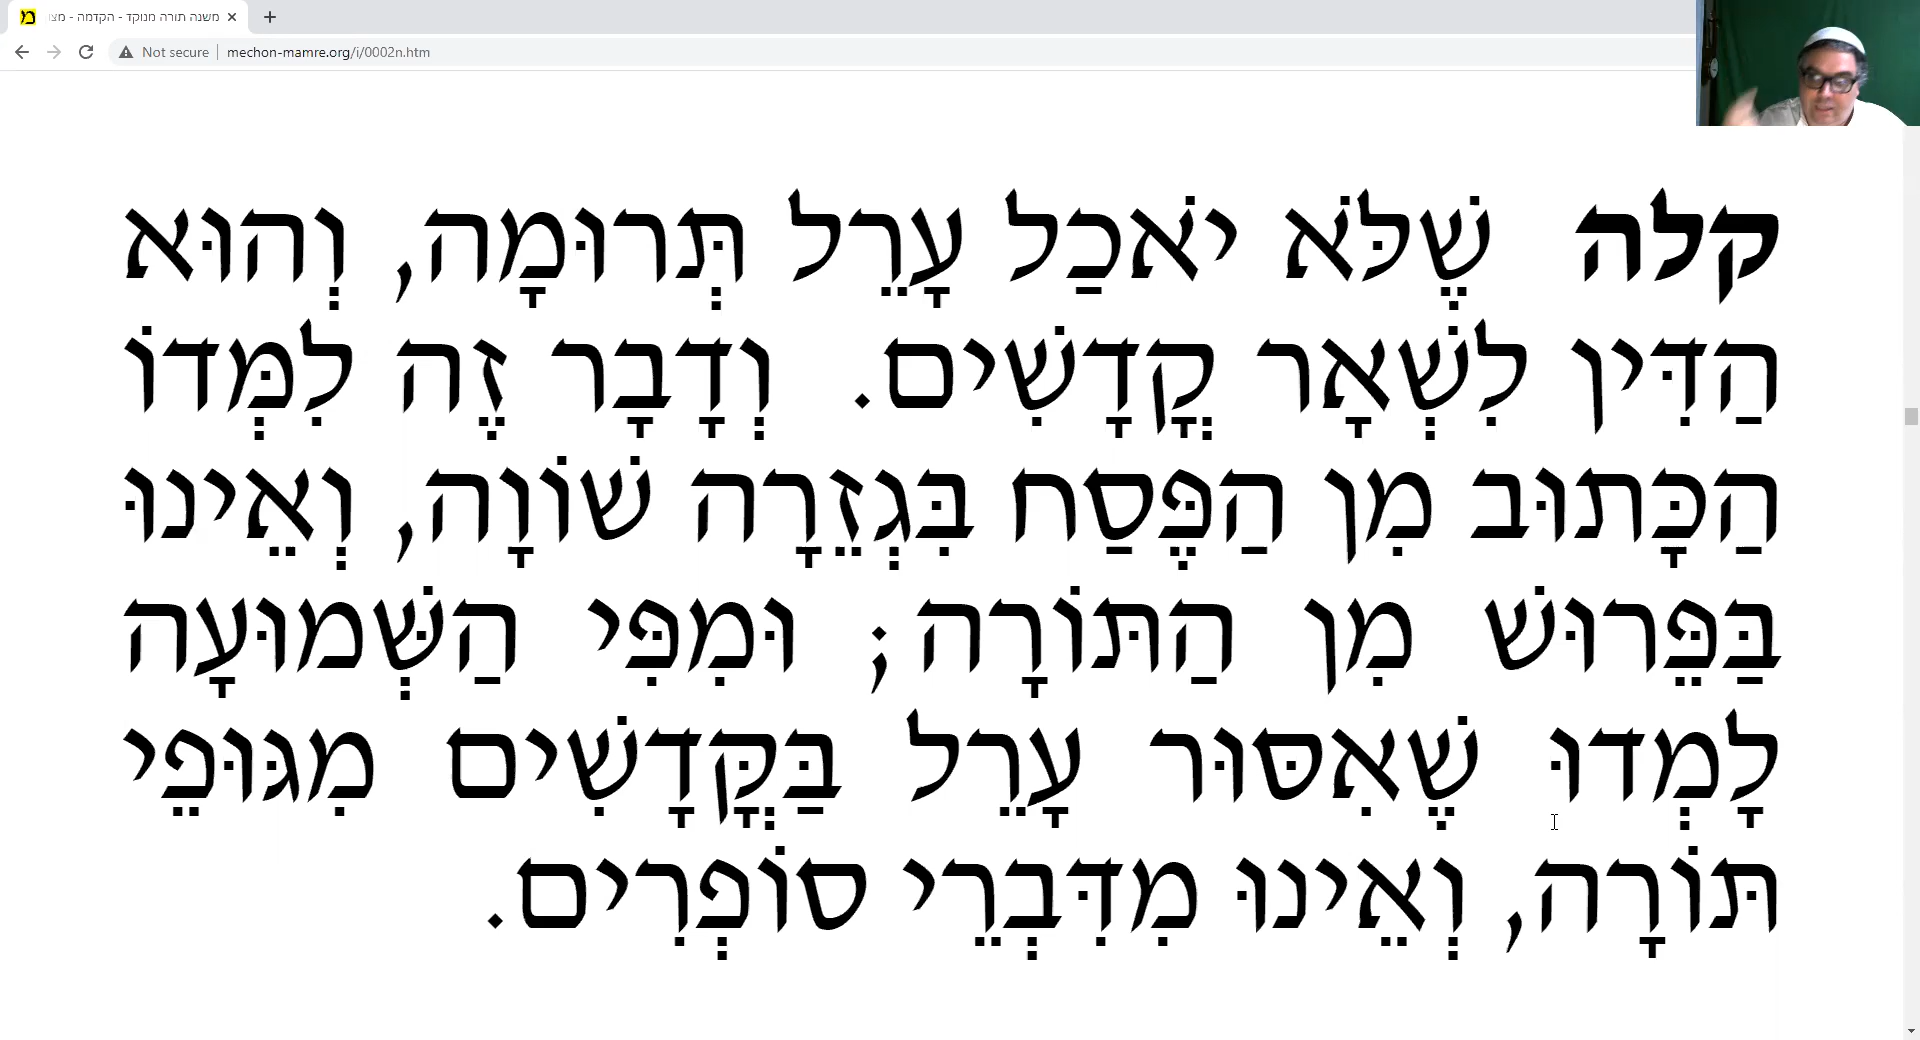 משנה תורה מנוקד - הקדמה - מצו
Not secure | mechon-mamre.org/i/0002n.htm
קלה שֶׁלֹּא יֹאכַל עָרֵל תְּרוּמָה, וְהוּא
הַדִּין לִשְׁאָר קֳדָשִׁים. וְדָבָר זֶה לִמְּדוֹ
הַכָּתוּב מִן הַפֶּסַח בִּגְזֵרָה שׁוֹוָה, וְאֵינוּ
בַּפֵּרוּשׁ מִן הַתּוֹרָה; וּמִפִּי הַשְּׁמוּעָה
לָמְדוּ שֶׁאִסּוּר עָרֵל בַּקֳּדָשִׁים מִגּוּפֵי
תּוֹרָה, וְאֵינוּ מִדִּבְרֵי סוֹפְרִים.